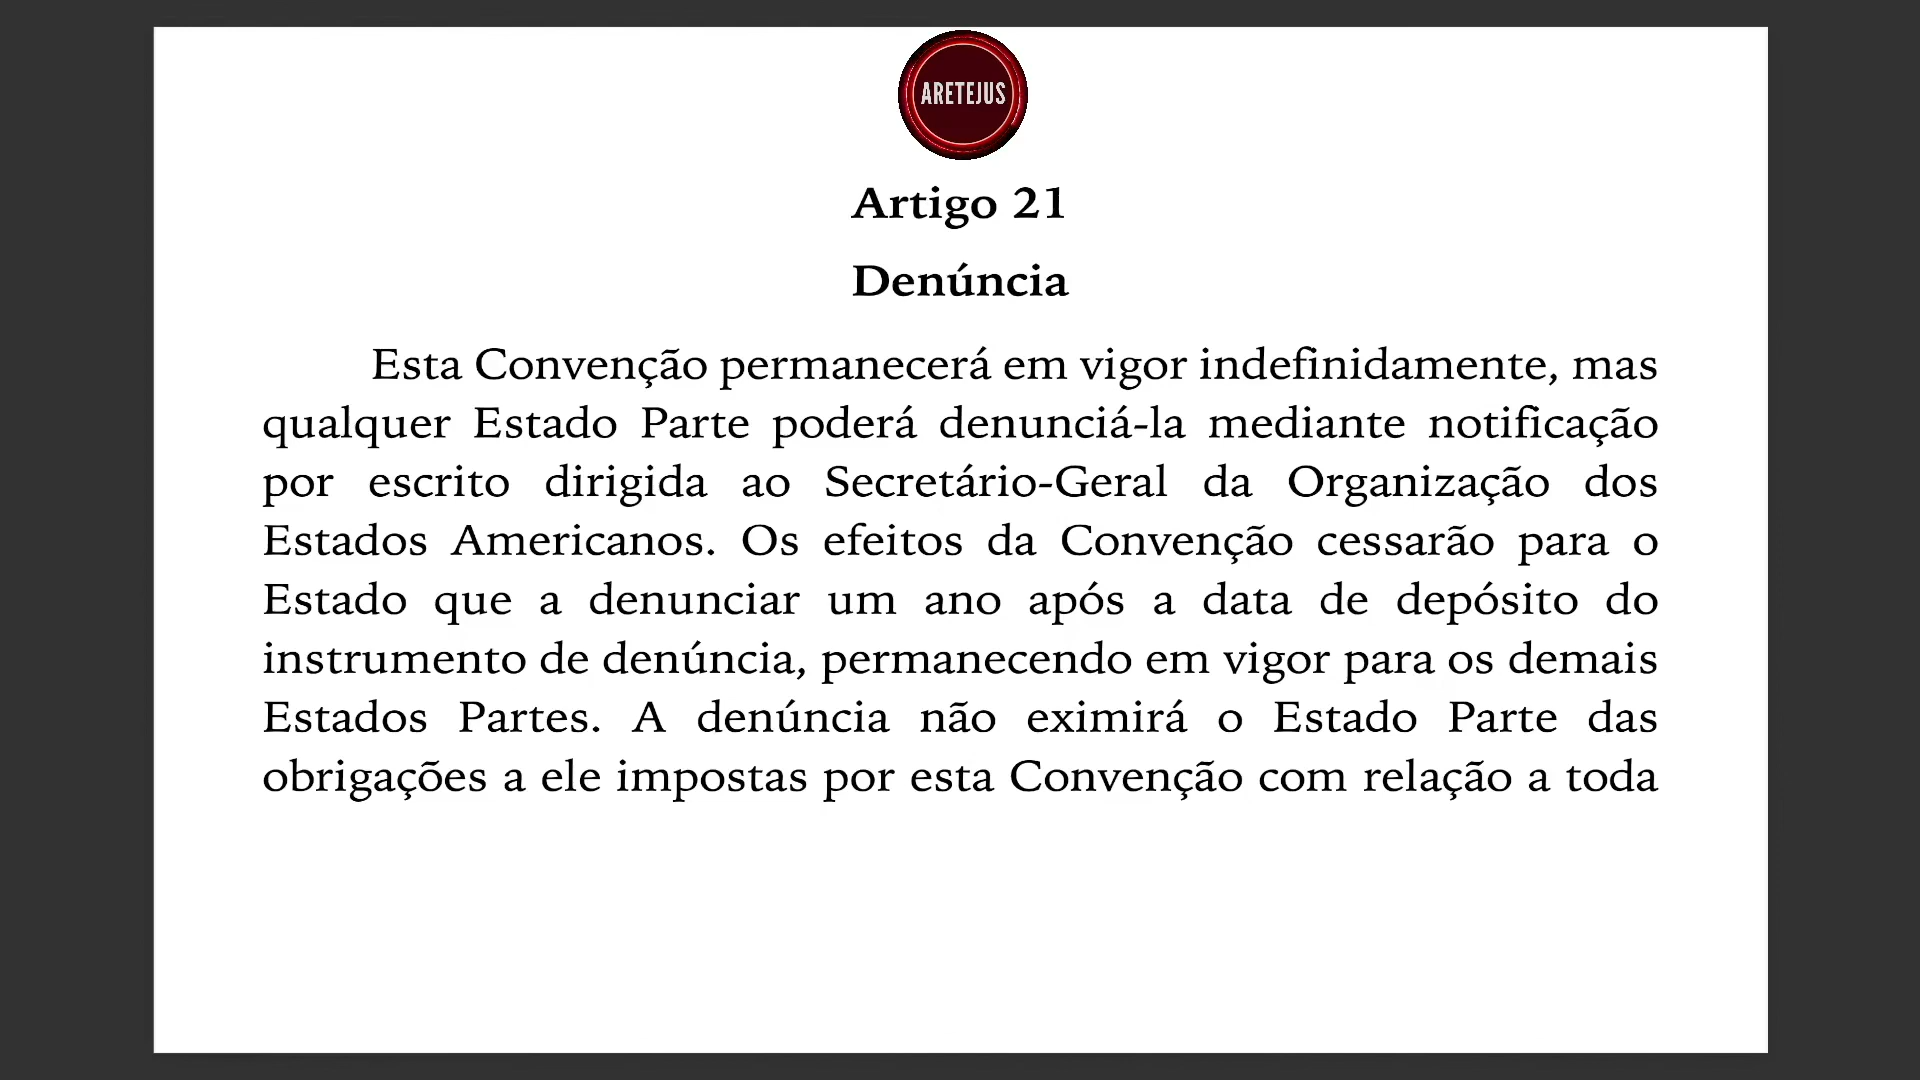 ARETEJUS
Artigo 21
Denúncia
Esta Convenção permanecerá em vigor indefinidamente, mas
qualquer Estado Parte poderá denunciá-la mediante notificação
por escrito dirigida ao Secretário-Geral da Organização dos
Estados Americanos. Os efeitos da Convenção cessarão para o
Estado que a denunciar um ano após a data de depósito do
instrumento de denúncia, permanecendo em vigor para os demais
Estados Partes. A denúncia não eximirá o Estado Parte das
obrigações a ele impostas por esta Convenção com relação a toda